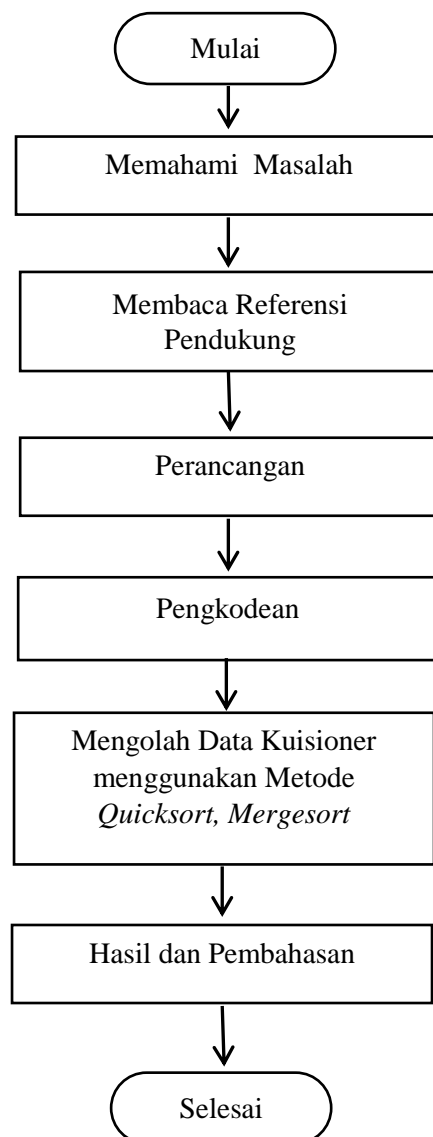 Mulai
Memahami Masalah
Membaca Referensi
Pendukung
Perancangan
Pengkodean
Mengolah Data Kuisioner
menggunakan Metode
Quicksort, Mergesort
Hasil dan Pembahasan
Selesai